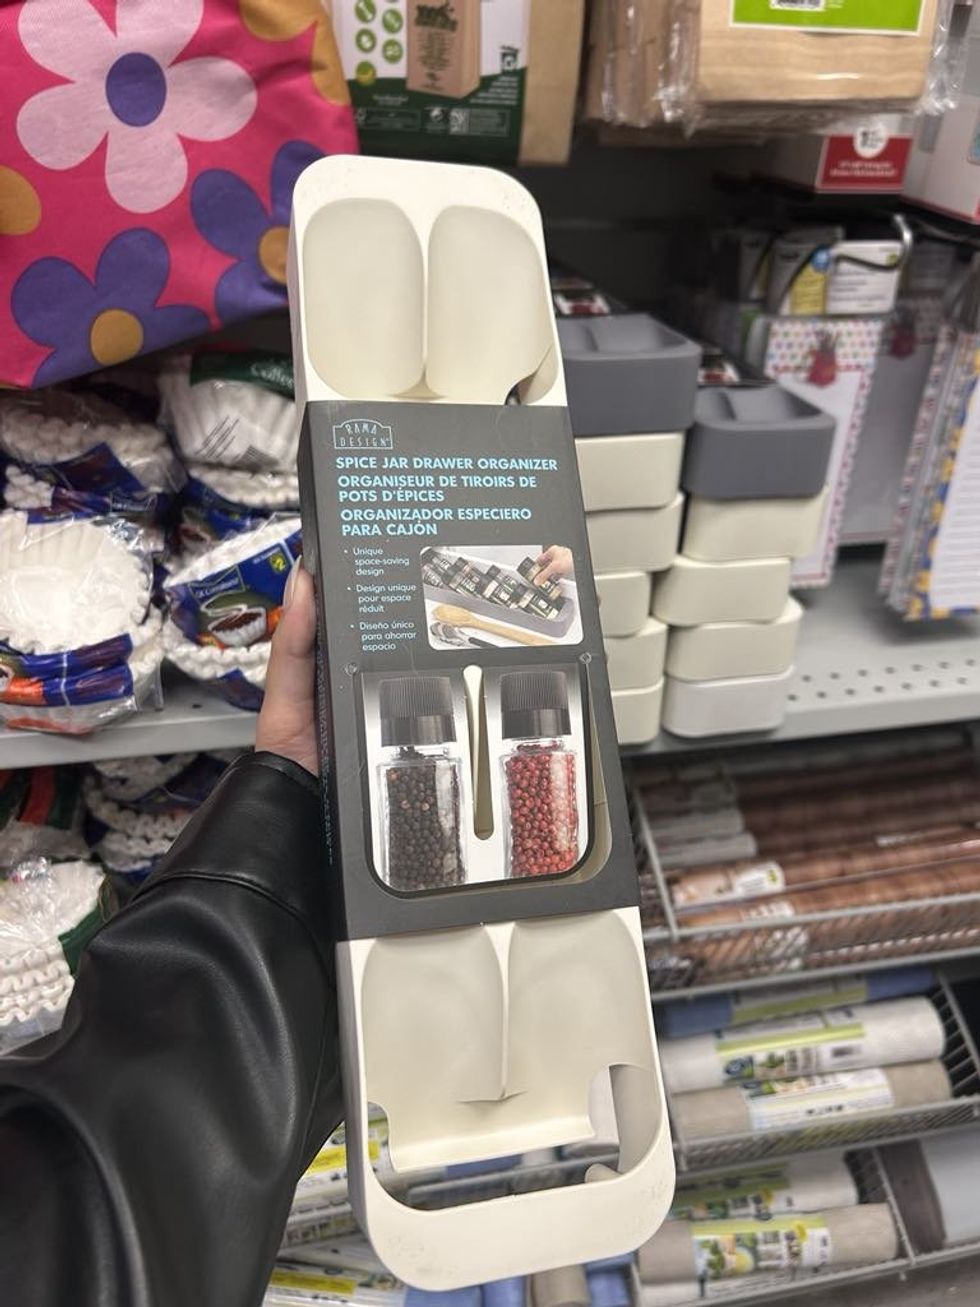 RAMA
DESIGN
SPICE JAR DRAWER ORGANIZER
ORGANISEUR DE TIROIRS DE
POTS D'ÉPICES
ORGANIZADOR ESPECIERO
PARA CAJÓN
• Unique
space-saving
design
• Design unique
pour espace
réduit
• Diseño único
para ahorrar
espacio